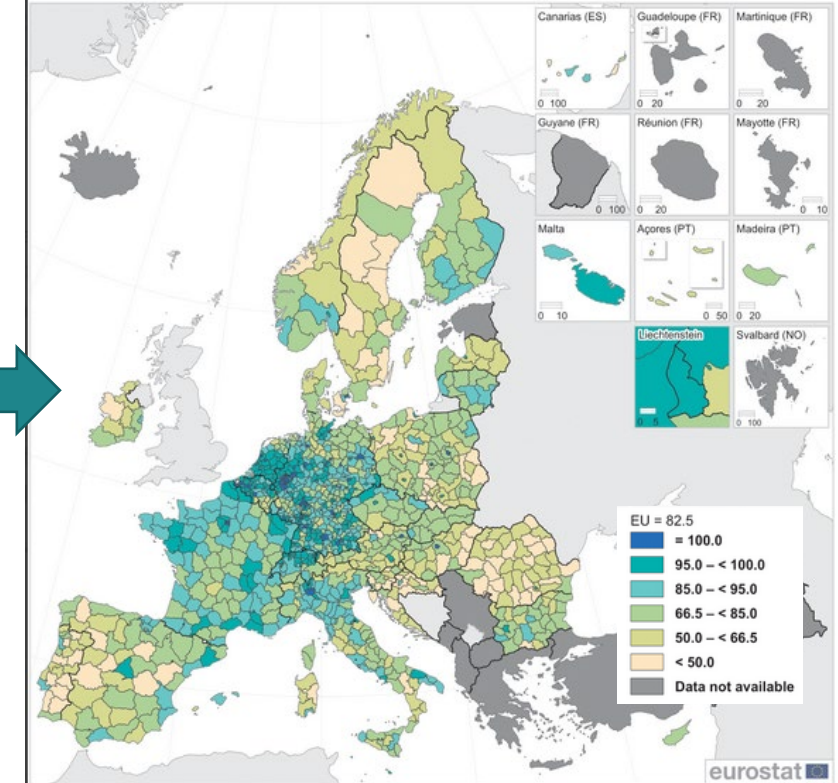 Canarias (ES)
0 100
Guadeloupe (FR)
0 20
Martinique (FR)
0 20
Guyane (FR)
0 100
Réunion (FR)
0 20
Mayotte (FR)
0 10
Malta
0 10
Açores (PT)
0 50
Madeira (PT)
0 20
Liechtenstein
0 5
Svalbard (NO)
0 100
EU = 82.5
= 100.0
95.0 – < 100.0
85.0 – < 95.0
66.5 – < 85.0
50.0 – < 66.5
< 50.0
Data not available
eurostat